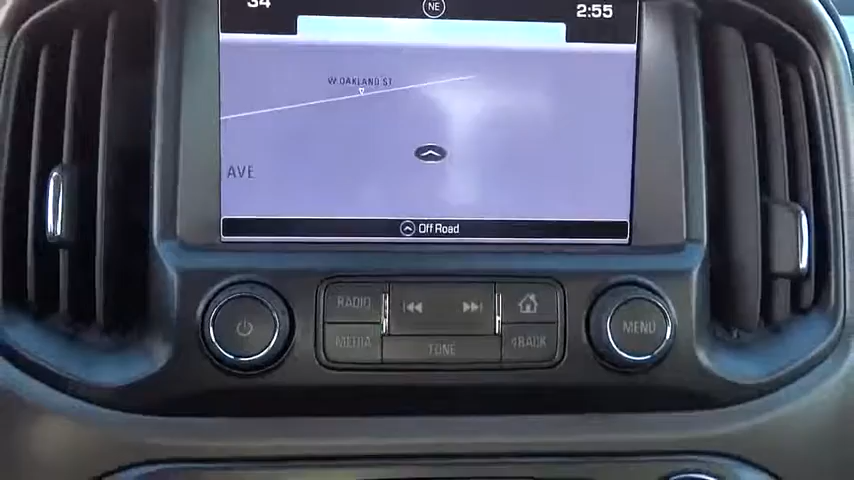 34 NE 2:55
W OAKLAND ST
AVE
Off Road
RADIO
MEDIA TONE BACK
MENU